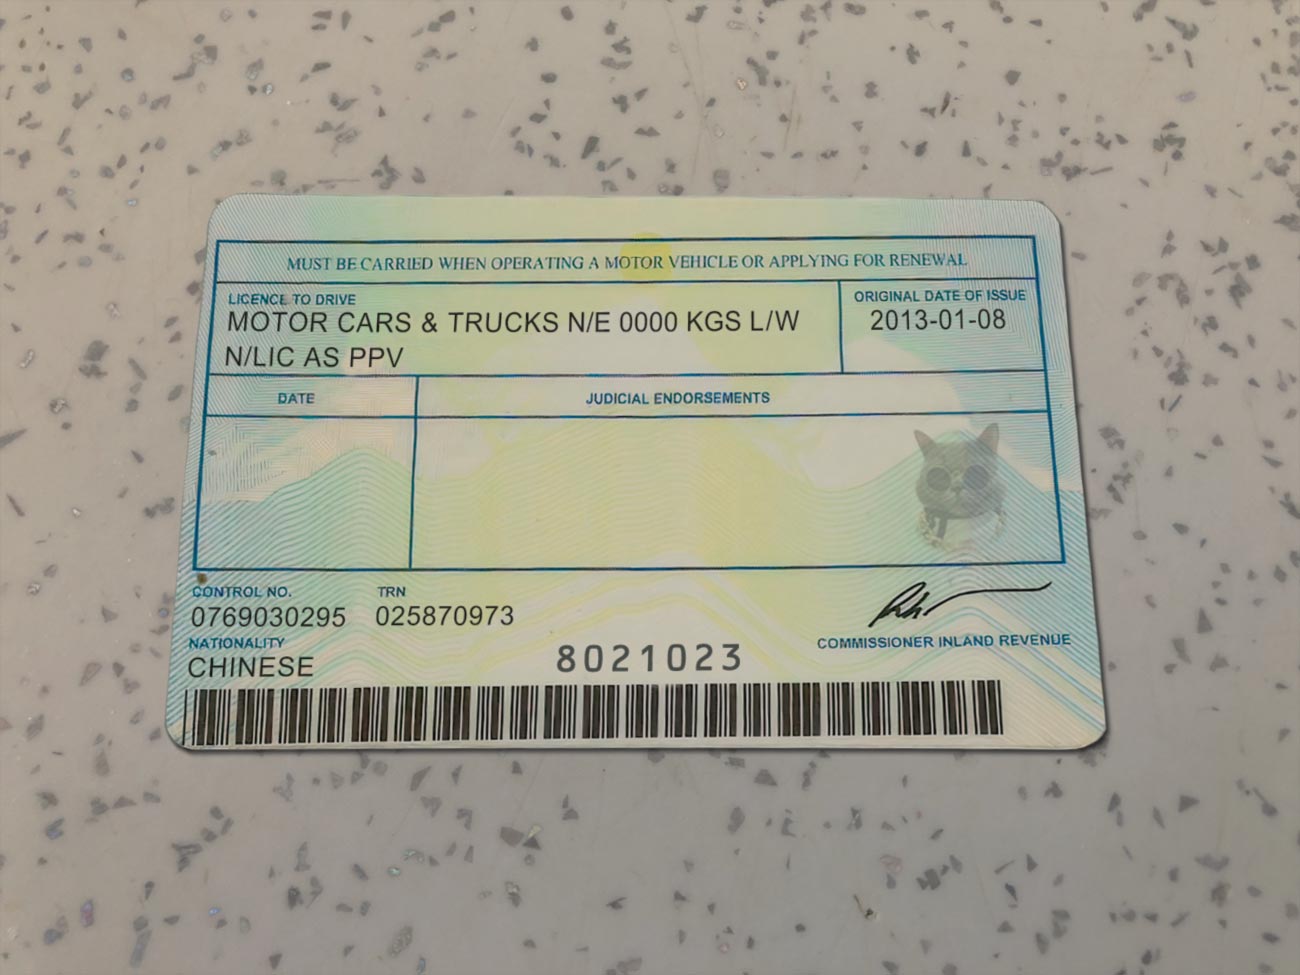 MUST BE CARRIED WHEN OPERATING A MOTOR VEHICLE OR APPLYING FOR RENEWAL
LICENCE TO DRIVE
MOTOR CARS & TRUCKS N/E 0000 KGS L/W
N/LIC AS PPV
ORIGINAL DATE OF ISSUE
2013-01-08
DATE
JUDICIAL ENDORSEMENTS
CONTROL NO.
0769030295
TRN
025870973
NATIONALITY
CHINESE
8021023
COMMISSIONER INLAND REVENUE